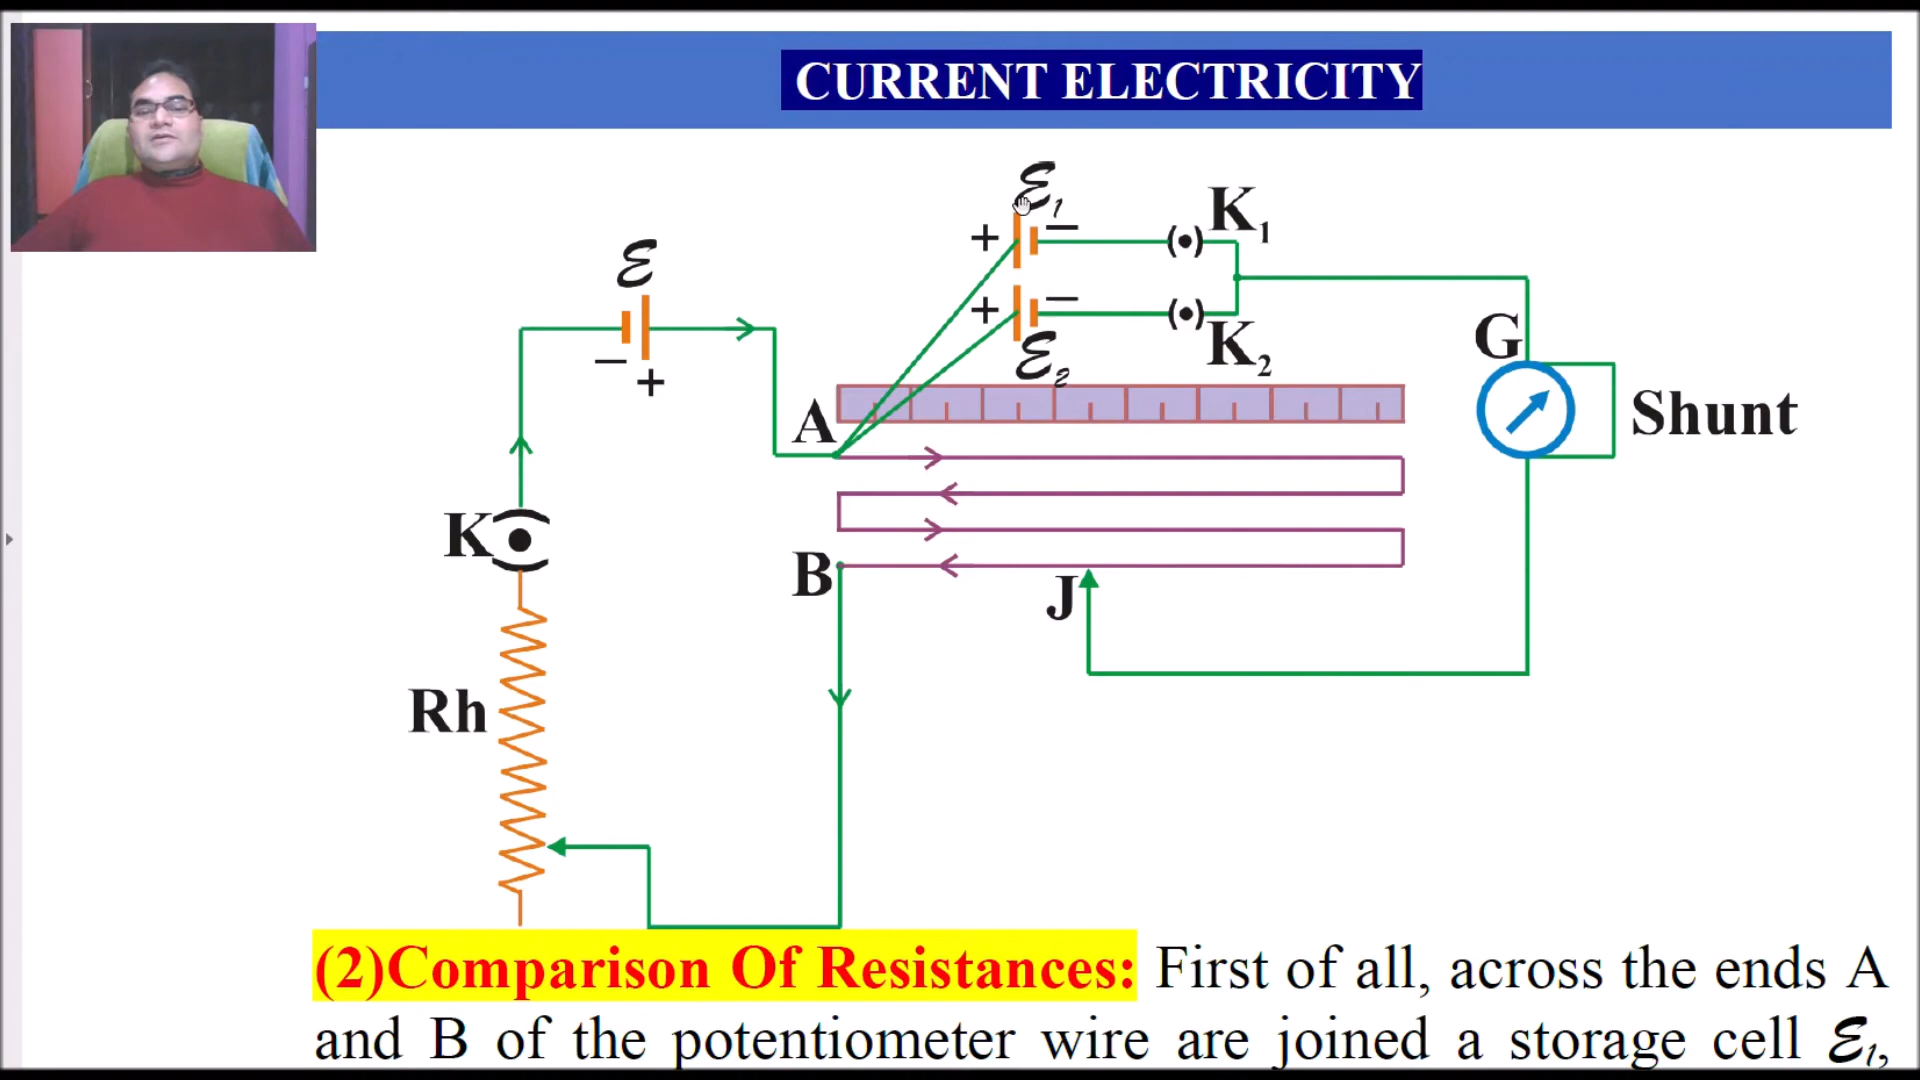 CURRENT ELECTRICITY
ℰ₁
K₁
+ −
ℰ
+ −
K₂
ℰ₂
G
− +
A
Shunt
K
B
J
Rh
(2)Comparison Of Resistances: First of all, across the ends A
and B of the potentiometer wire are joined a storage cell ℰ₁,